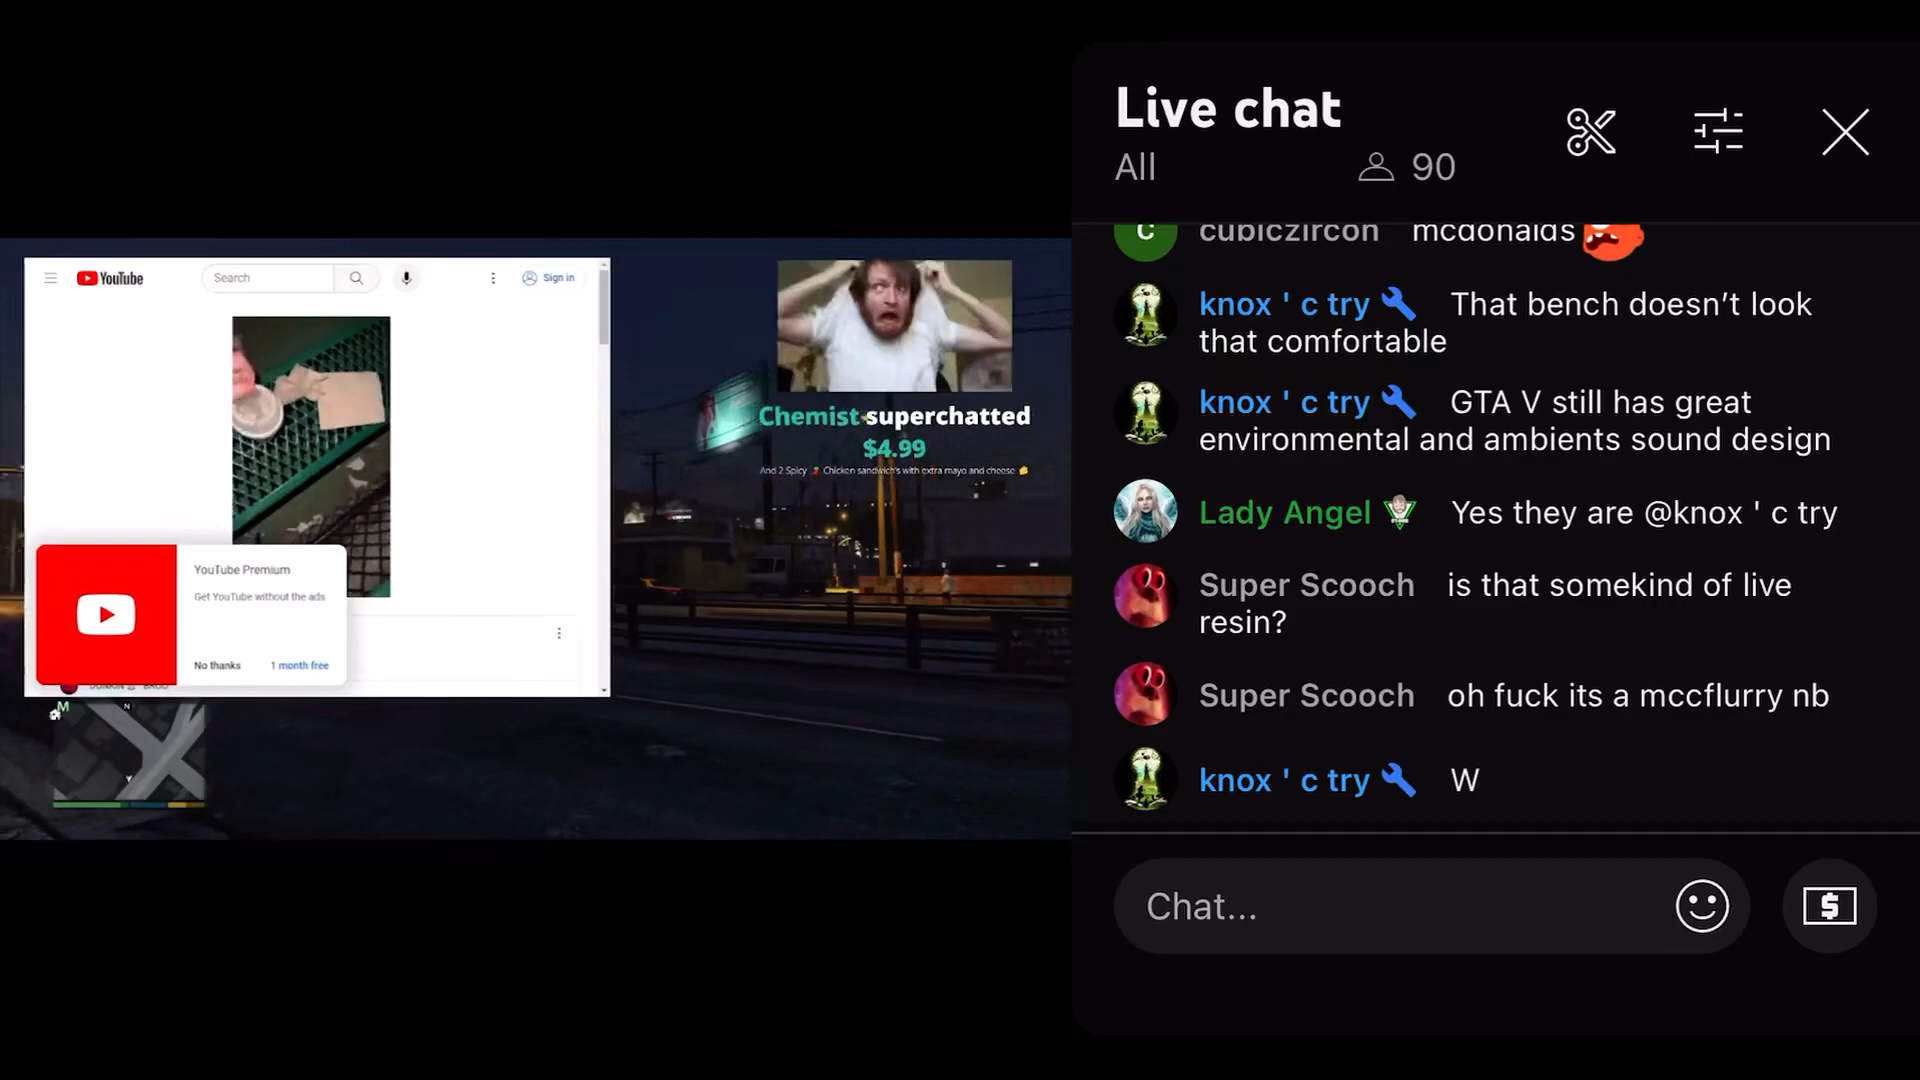 YouTube
Search
Sign in
YouTube Premium
Get YouTube without the ads
No thanks
1 month free
M
N
Chemist superchatted
$4.99
And 2 Spicy 🌶 Chicken sandwich's with extra mayo and cheese 🧀
Live chat
All
90
C
cubiczircon mcdonalds
knox ' c try That bench doesn’t look
that comfortable
knox ' c try GTA V still has great
environmental and ambients sound design
Lady Angel Yes they are @knox ' c try
Super Scooch is that somekind of live
resin?
Super Scooch oh fuck its a mccflurry nb
knox ' c try W
Chat...
$